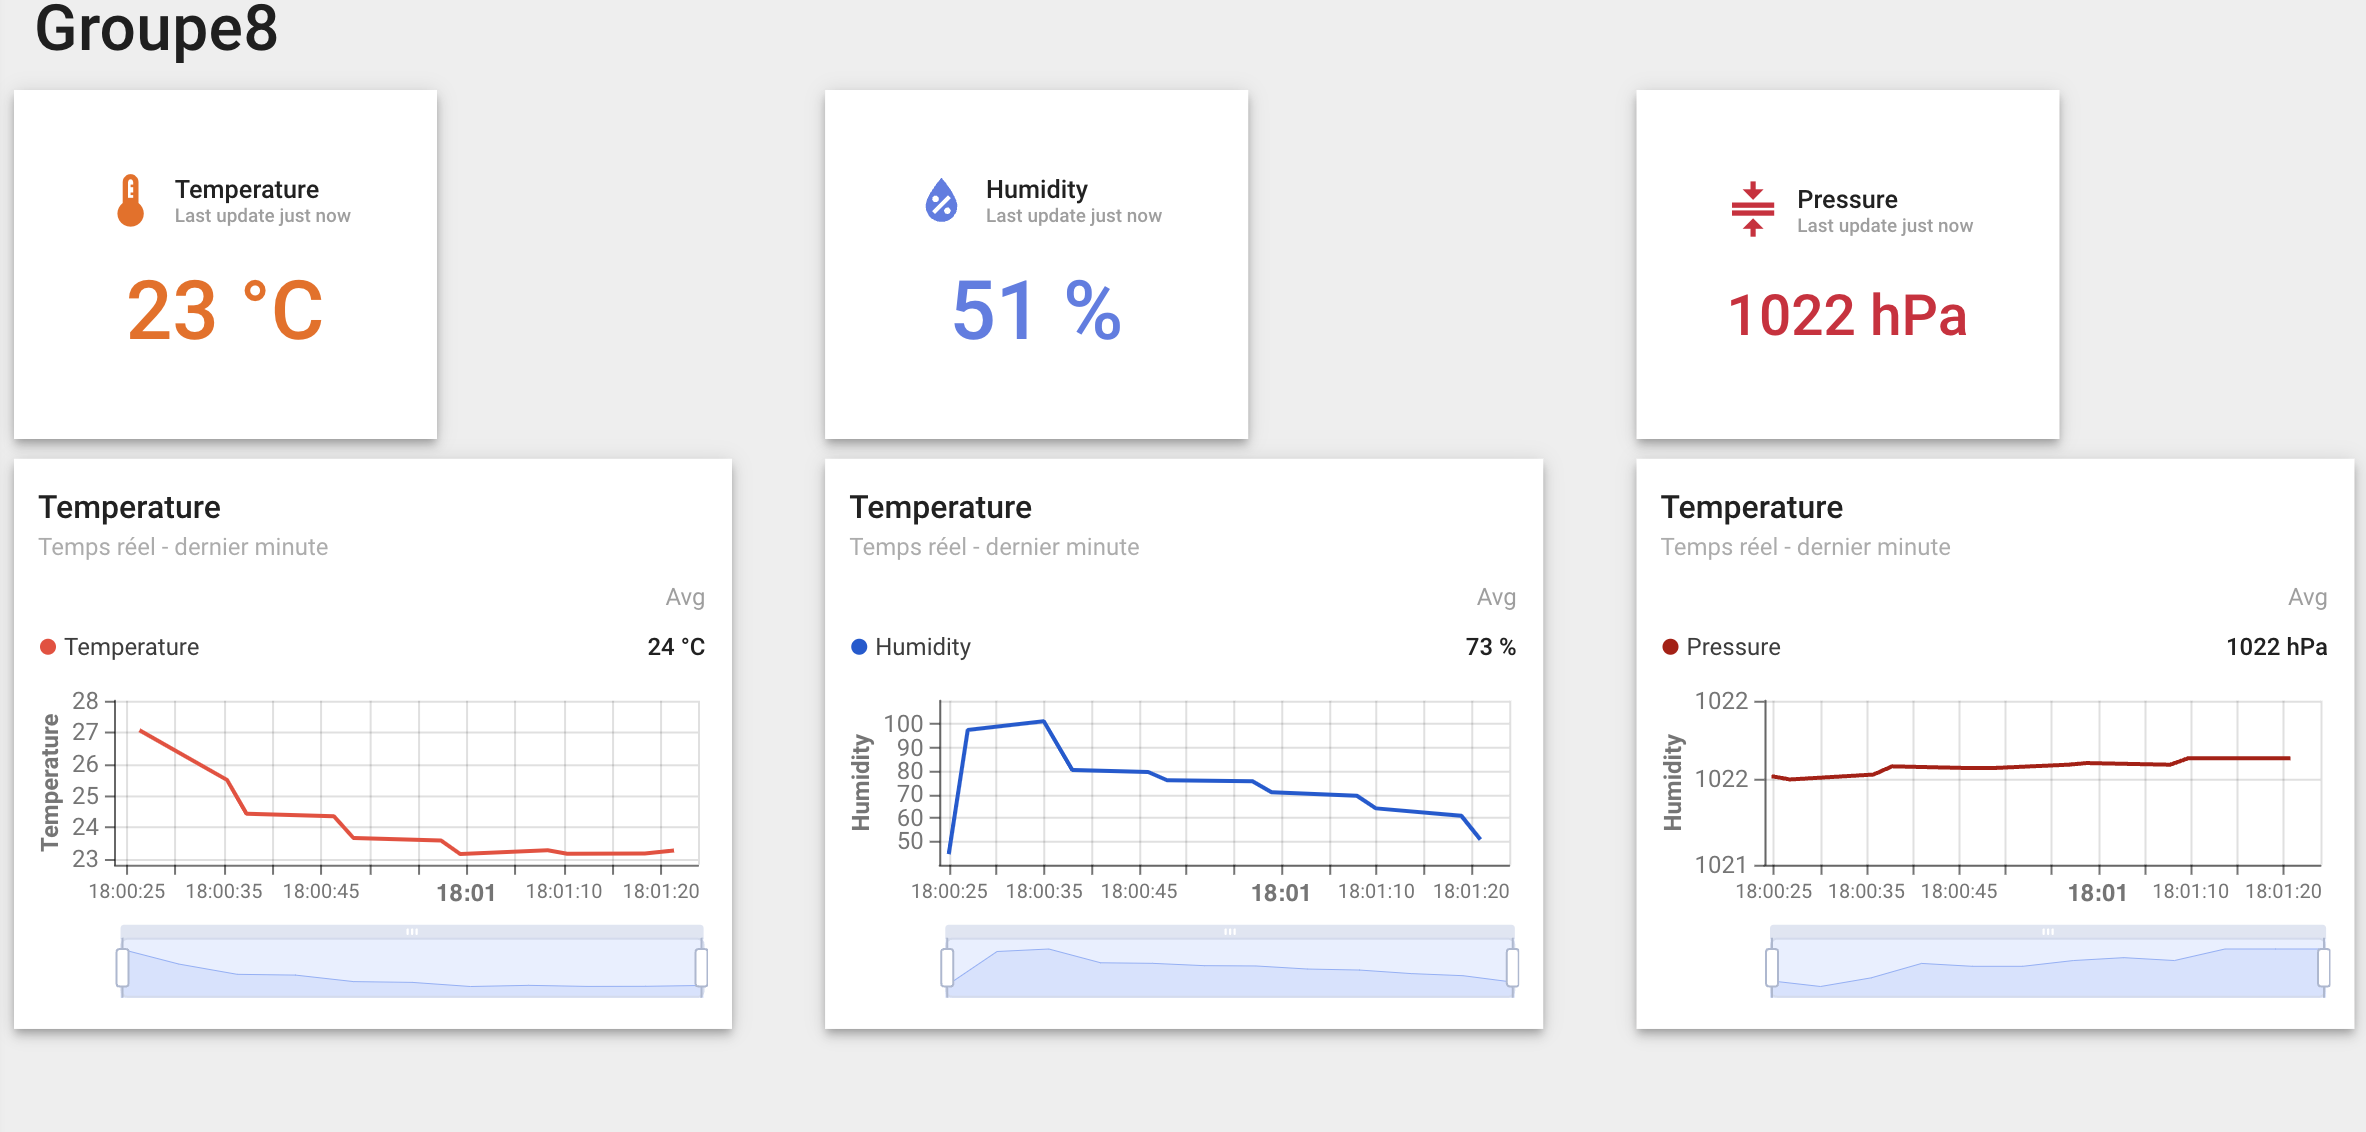 Groupe8
Temperature
Last update just now
23 °C
Humidity
Last update just now
51 %
Pressure
Last update just now
1022 hPa
Temperature
Temps réel - dernier minute
Avg
Temperature 24 °C
Temperature
28
27
26
25
24
23
18:00:25 18:00:35 18:00:45 18:01 18:01:10 18:01:20
Temperature
Temps réel - dernier minute
Avg
Humidity 73 %
Humidity
100
90
80
70
60
50
18:00:25 18:00:35 18:00:45 18:01 18:01:10 18:01:20
Temperature
Temps réel - dernier minute
Avg
Pressure 1022 hPa
Humidity
1022
1022
1021
18:00:25 18:00:35 18:00:45 18:01 18:01:10 18:01:20